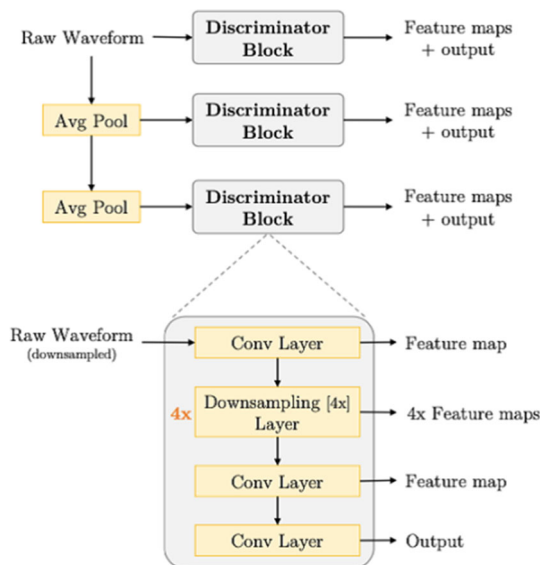 Raw Waveform
Discriminator
Block
Feature maps
+ output
Avg Pool
Discriminator
Block
Feature maps
+ output
Avg Pool
Discriminator
Block
Feature maps
+ output
Raw Waveform
(downsampled)
Conv Layer
Feature map
4x
Downsampling [4x]
Layer
4x Feature maps
Conv Layer
Feature map
Conv Layer
Output